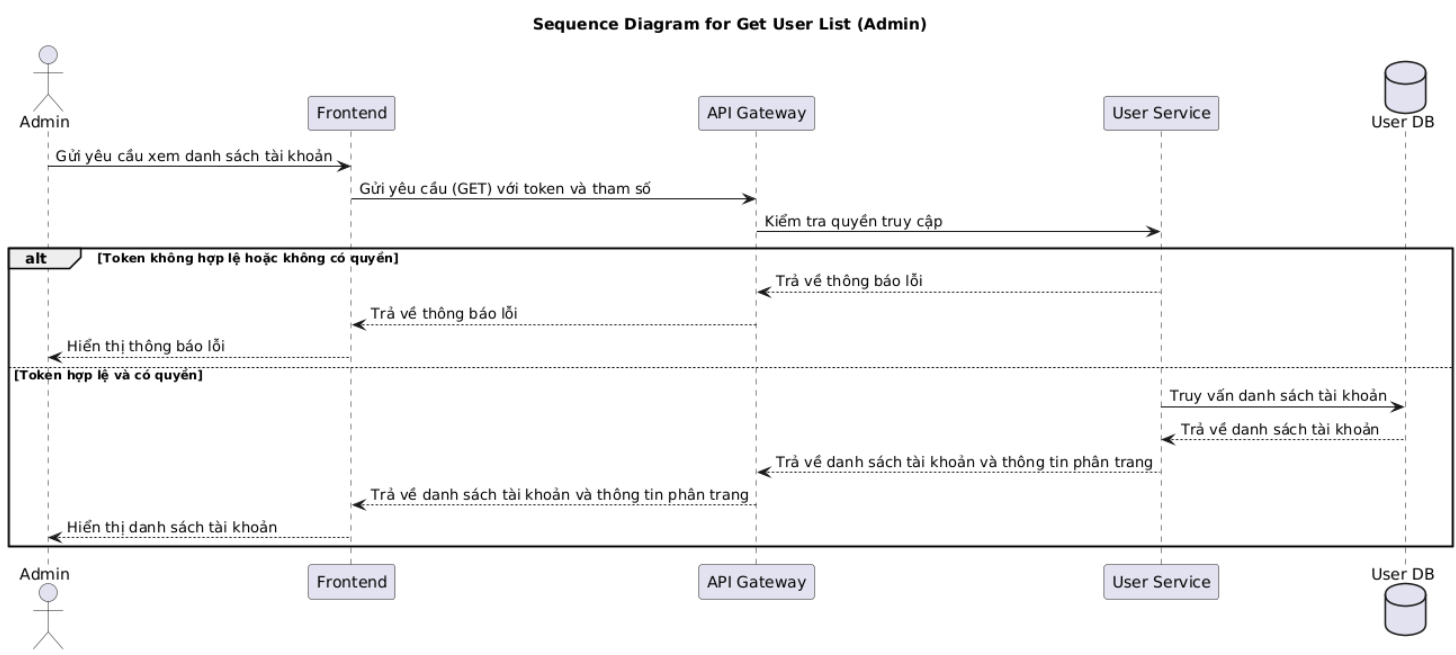 Sequence Diagram for Get User List (Admin)
Admin
Frontend
API Gateway
User Service
User DB
Gửi yêu cầu xem danh sách tài khoản
Gửi yêu cầu (GET) với token và tham số
Kiểm tra quyền truy cập
alt [Token không hợp lệ hoặc không có quyền]
Trả về thông báo lỗi
Trả về thông báo lỗi
Hiển thị thông báo lỗi
[Token hợp lệ và có quyền]
Truy vấn danh sách tài khoản
Trả về danh sách tài khoản
Trả về danh sách tài khoản và thông tin phân trang
Trả về danh sách tài khoản và thông tin phân trang
Hiển thị danh sách tài khoản
Admin
Frontend
API Gateway
User Service
User DB